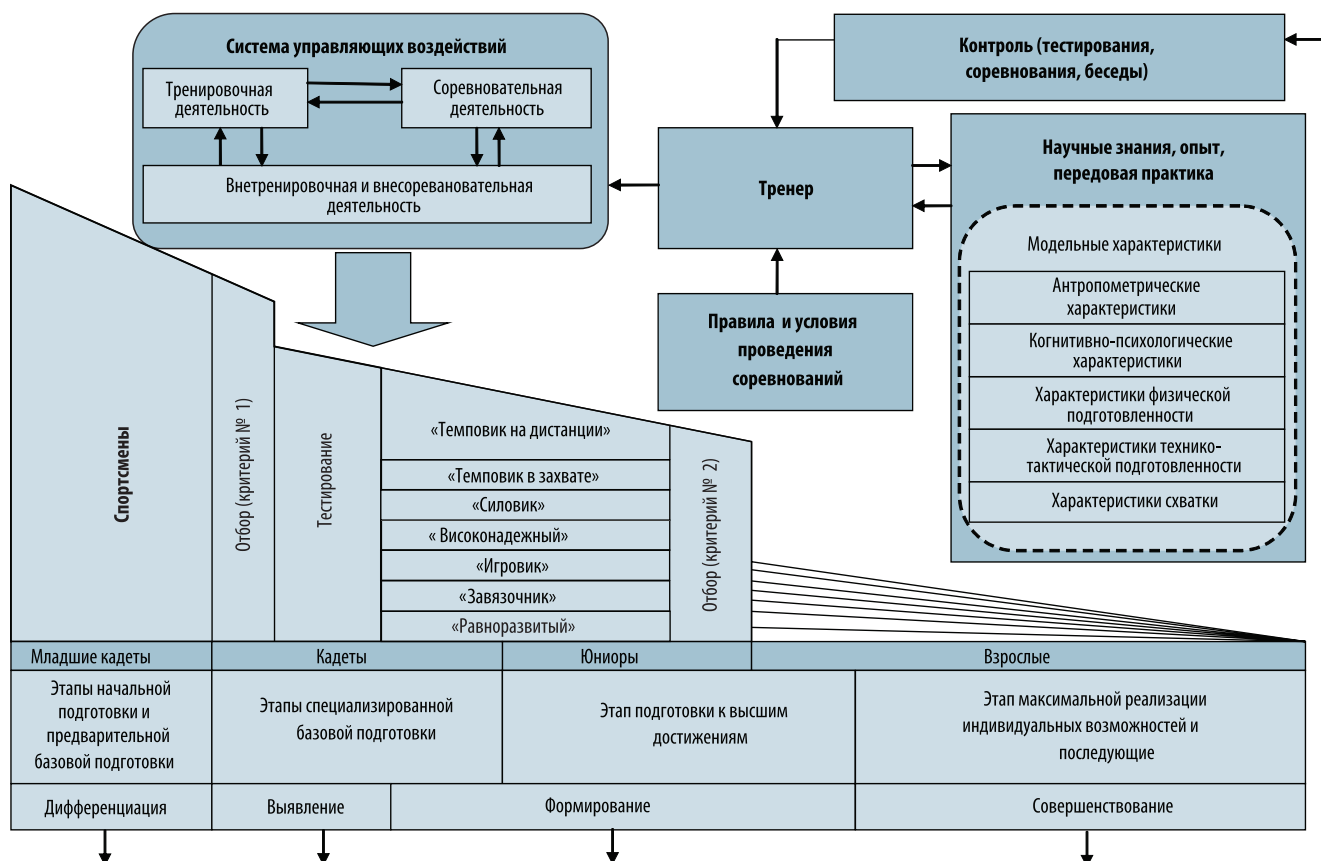 Система управляющих воздействий
Тренировочная
деятельность
Соревновательная
деятельность
Внетренировочная и внесоревановательная
деятельность
Контроль (тестирования,
соревнования, беседы)
Тренер
Научные знания, опыт,
передовая практика
Модельные характеристики
Антропометрические
характеристики
Когнитивно-психологические
характеристики
Характеристики физической
подготовленности
Характеристики технико-
тактической подготовленности
Характеристики схватки
Правила и условия
проведения
соревнований
Спортсмены
Отбор (критерий № 1)
Тестирование
«Темповик на дистанции»
«Темповик в захвате»
«Силовик»
« Високонадежный»
«Игровик»
«Завязочник»
«Равноразвитый»
Отбор (критерий № 2)
Младшие кадеты
Кадеты
Юниоры
Взрослые
Этапы начальной
подготовки и
предварительной
базовой подготовки
Этапы специализированной
базовой подготовки
Этап подготовки к высшим
достижениям
Этап максимальной реализации
индивидуальных возможностей и
последующие
Дифференциация
Выявление
Формирование
Совершенствование